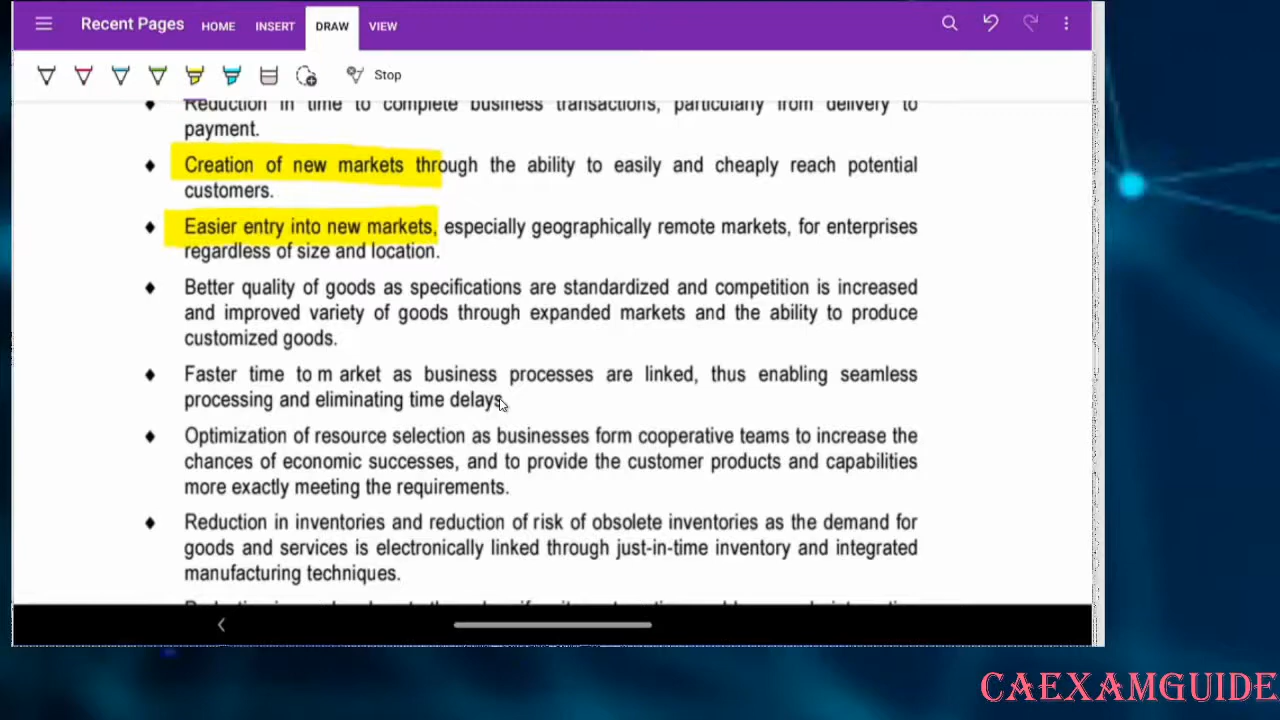 Recent Pages HOME INSERT DRAW VIEW
Stop
Reduction in time to complete business transactions, particularly from delivery to
payment.
Creation of new markets through the ability to easily and cheaply reach potential
customers.
Easier entry into new markets, especially geographically remote markets, for enterprises
regardless of size and location.
Better quality of goods as specifications are standardized and competition is increased
and improved variety of goods through expanded markets and the ability to produce
customized goods.
Faster time to m arket as business processes are linked, thus enabling seamless
processing and eliminating time delays.
Optimization of resource selection as businesses form cooperative teams to increase the
chances of economic successes, and to provide the customer products and capabilities
more exactly meeting the requirements.
Reduction in inventories and reduction of risk of obsolete inventories as the demand for
goods and services is electronically linked through just-in-time inventory and integrated
manufacturing techniques.
CAEXAMGUIDE